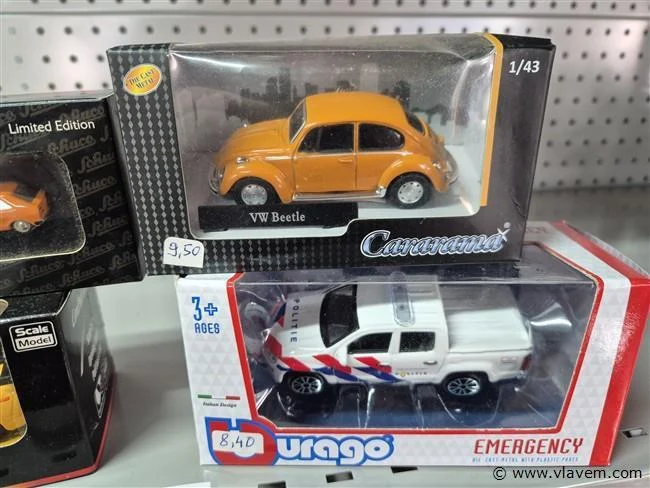 DIE CAST
METAL
1/43
Limited Edition
Schuco
VW Beetle
9,50
Cararama
3+
AGES
POLITIE
Scale
Model
Italian Design
8,40
Burago
EMERGENCY
DIE-CAST METAL WITH PLASTIC PARTS
© www.vlavem.com